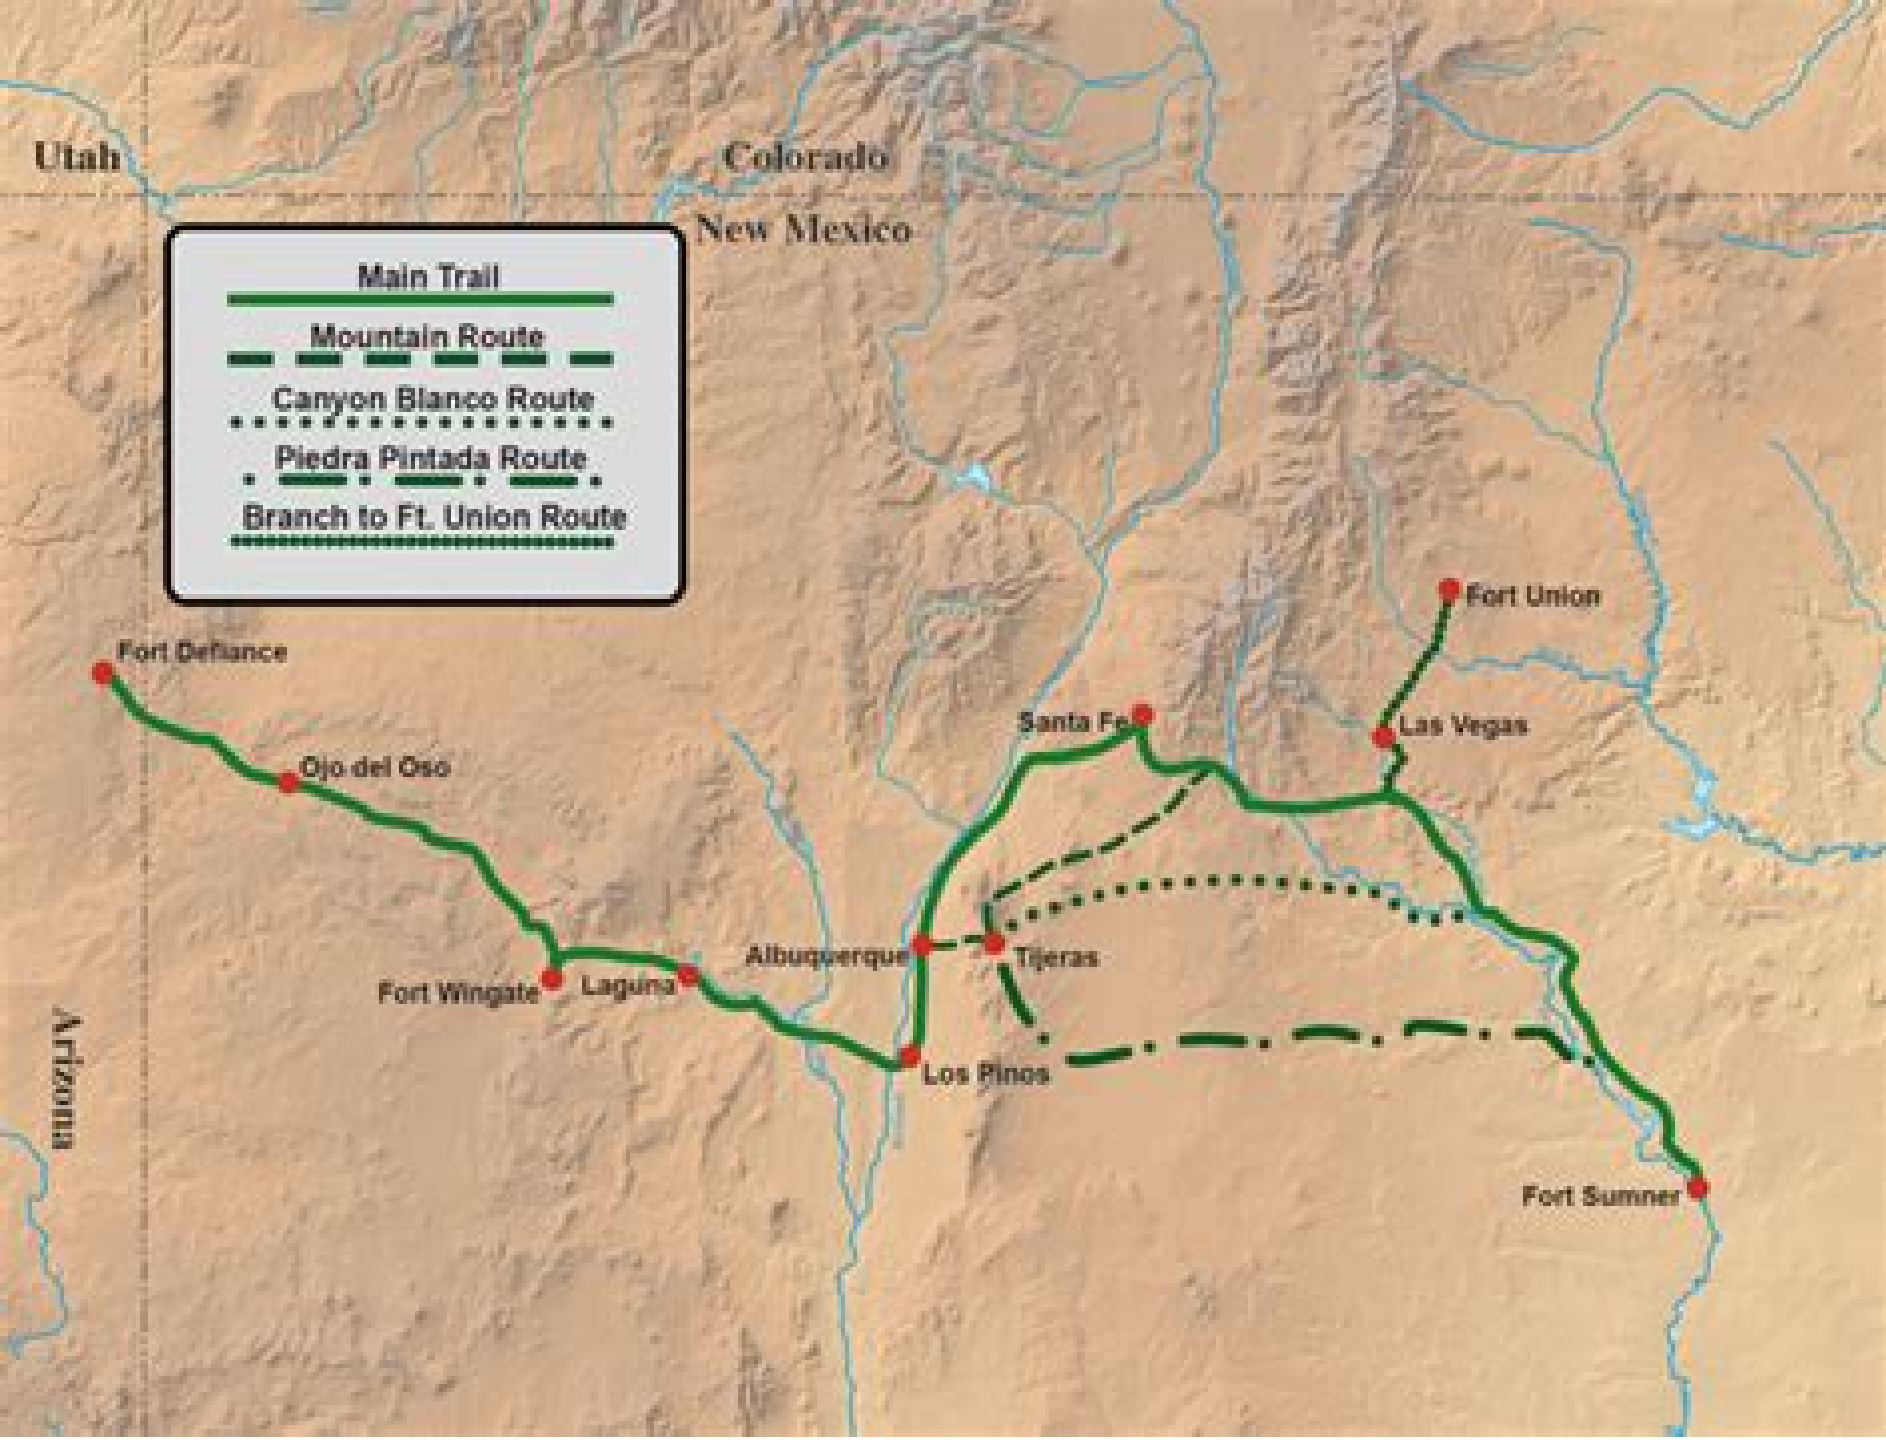 Utah
Colorado
New Mexico
Main Trail
Mountain Route
Canyon Blanco Route
Piedra Pintada Route
Branch to Ft. Union Route
Fort Union
Fort Defiance
Santa Fe
Las Vegas
Ojo del Oso
Albuquerque
Tijeras
Fort Wingate
Laguna
Los Pinos
Arizona
Fort Sumner